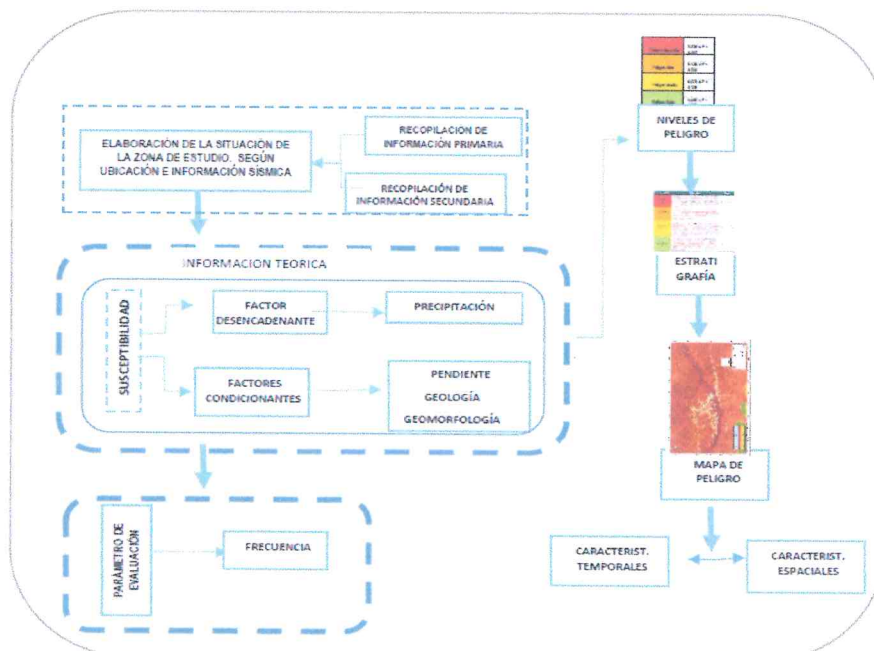 ELABORACIÓN DE LA SITUACIÓN DE
LA ZONA DE ESTUDIO, SEGÚN
UBICACIÓN E INFORMACIÓN SÍSMICA
RECOPILACIÓN DE
INFORMACIÓN PRIMARIA
RECOPILACIÓN DE
INFORMACIÓN SECUNDARIA
INFORMACION TEORICA
SUSCEPTIBILIDAD
FACTOR
DESENCADENANTE
PRECIPITACIÓN
FACTORES
CONDICIONANTES
PENDIENTE
GEOLOGÍA
GEOMORFOLOGÍA
PARÁMETRO DE
EVALUACIÓN
FRECUENCIA
NIVELES DE
PELIGRO
ESTRATI
GRAFÍA
MAPA DE
PELIGRO
CARACTERIST.
TEMPORALES
CARACTERIST.
ESPACIALES